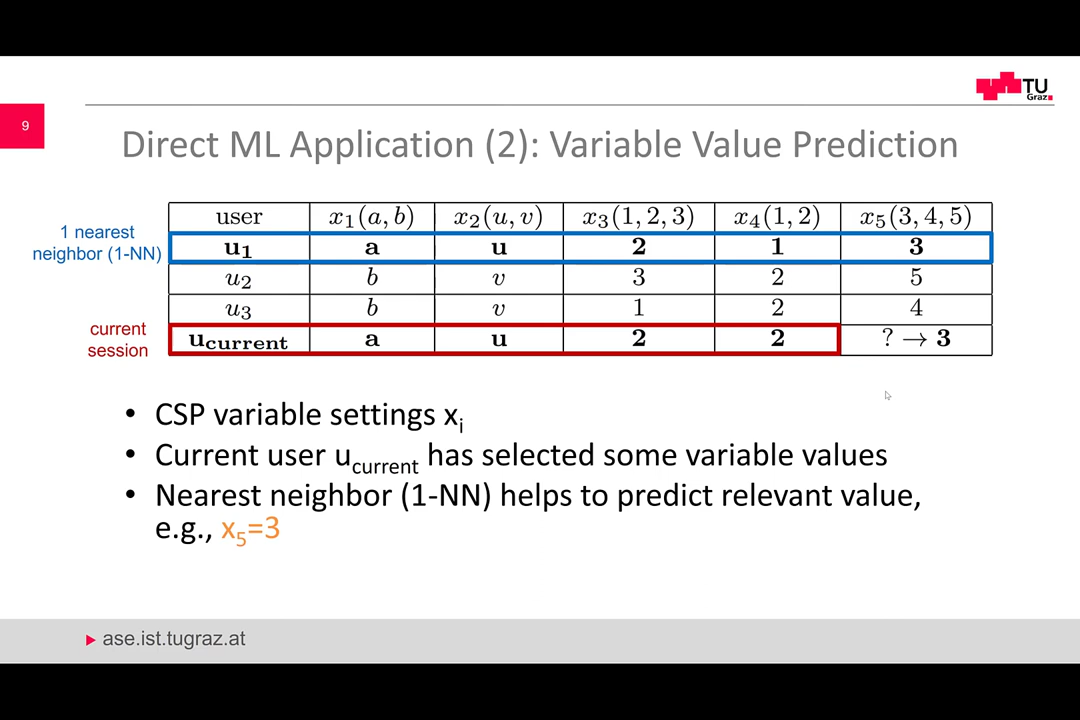 TU
Graz
9
Direct ML Application (2): Variable Value Prediction
1 nearest
neighbor (1-NN)
user x₁(a, b) x₂(u, v) x₃(1, 2, 3) x₄(1, 2) x₅(3, 4, 5)
u₁ a u 2 1 3
u₂ b v 3 2 5
u₃ b v 1 2 4
current
session
u_current a u 2 2 ? → 3
• CSP variable settings xᵢ
• Current user u_current has selected some variable values
• Nearest neighbor (1-NN) helps to predict relevant value,
e.g., x₅=3
ase.ist.tugraz.at